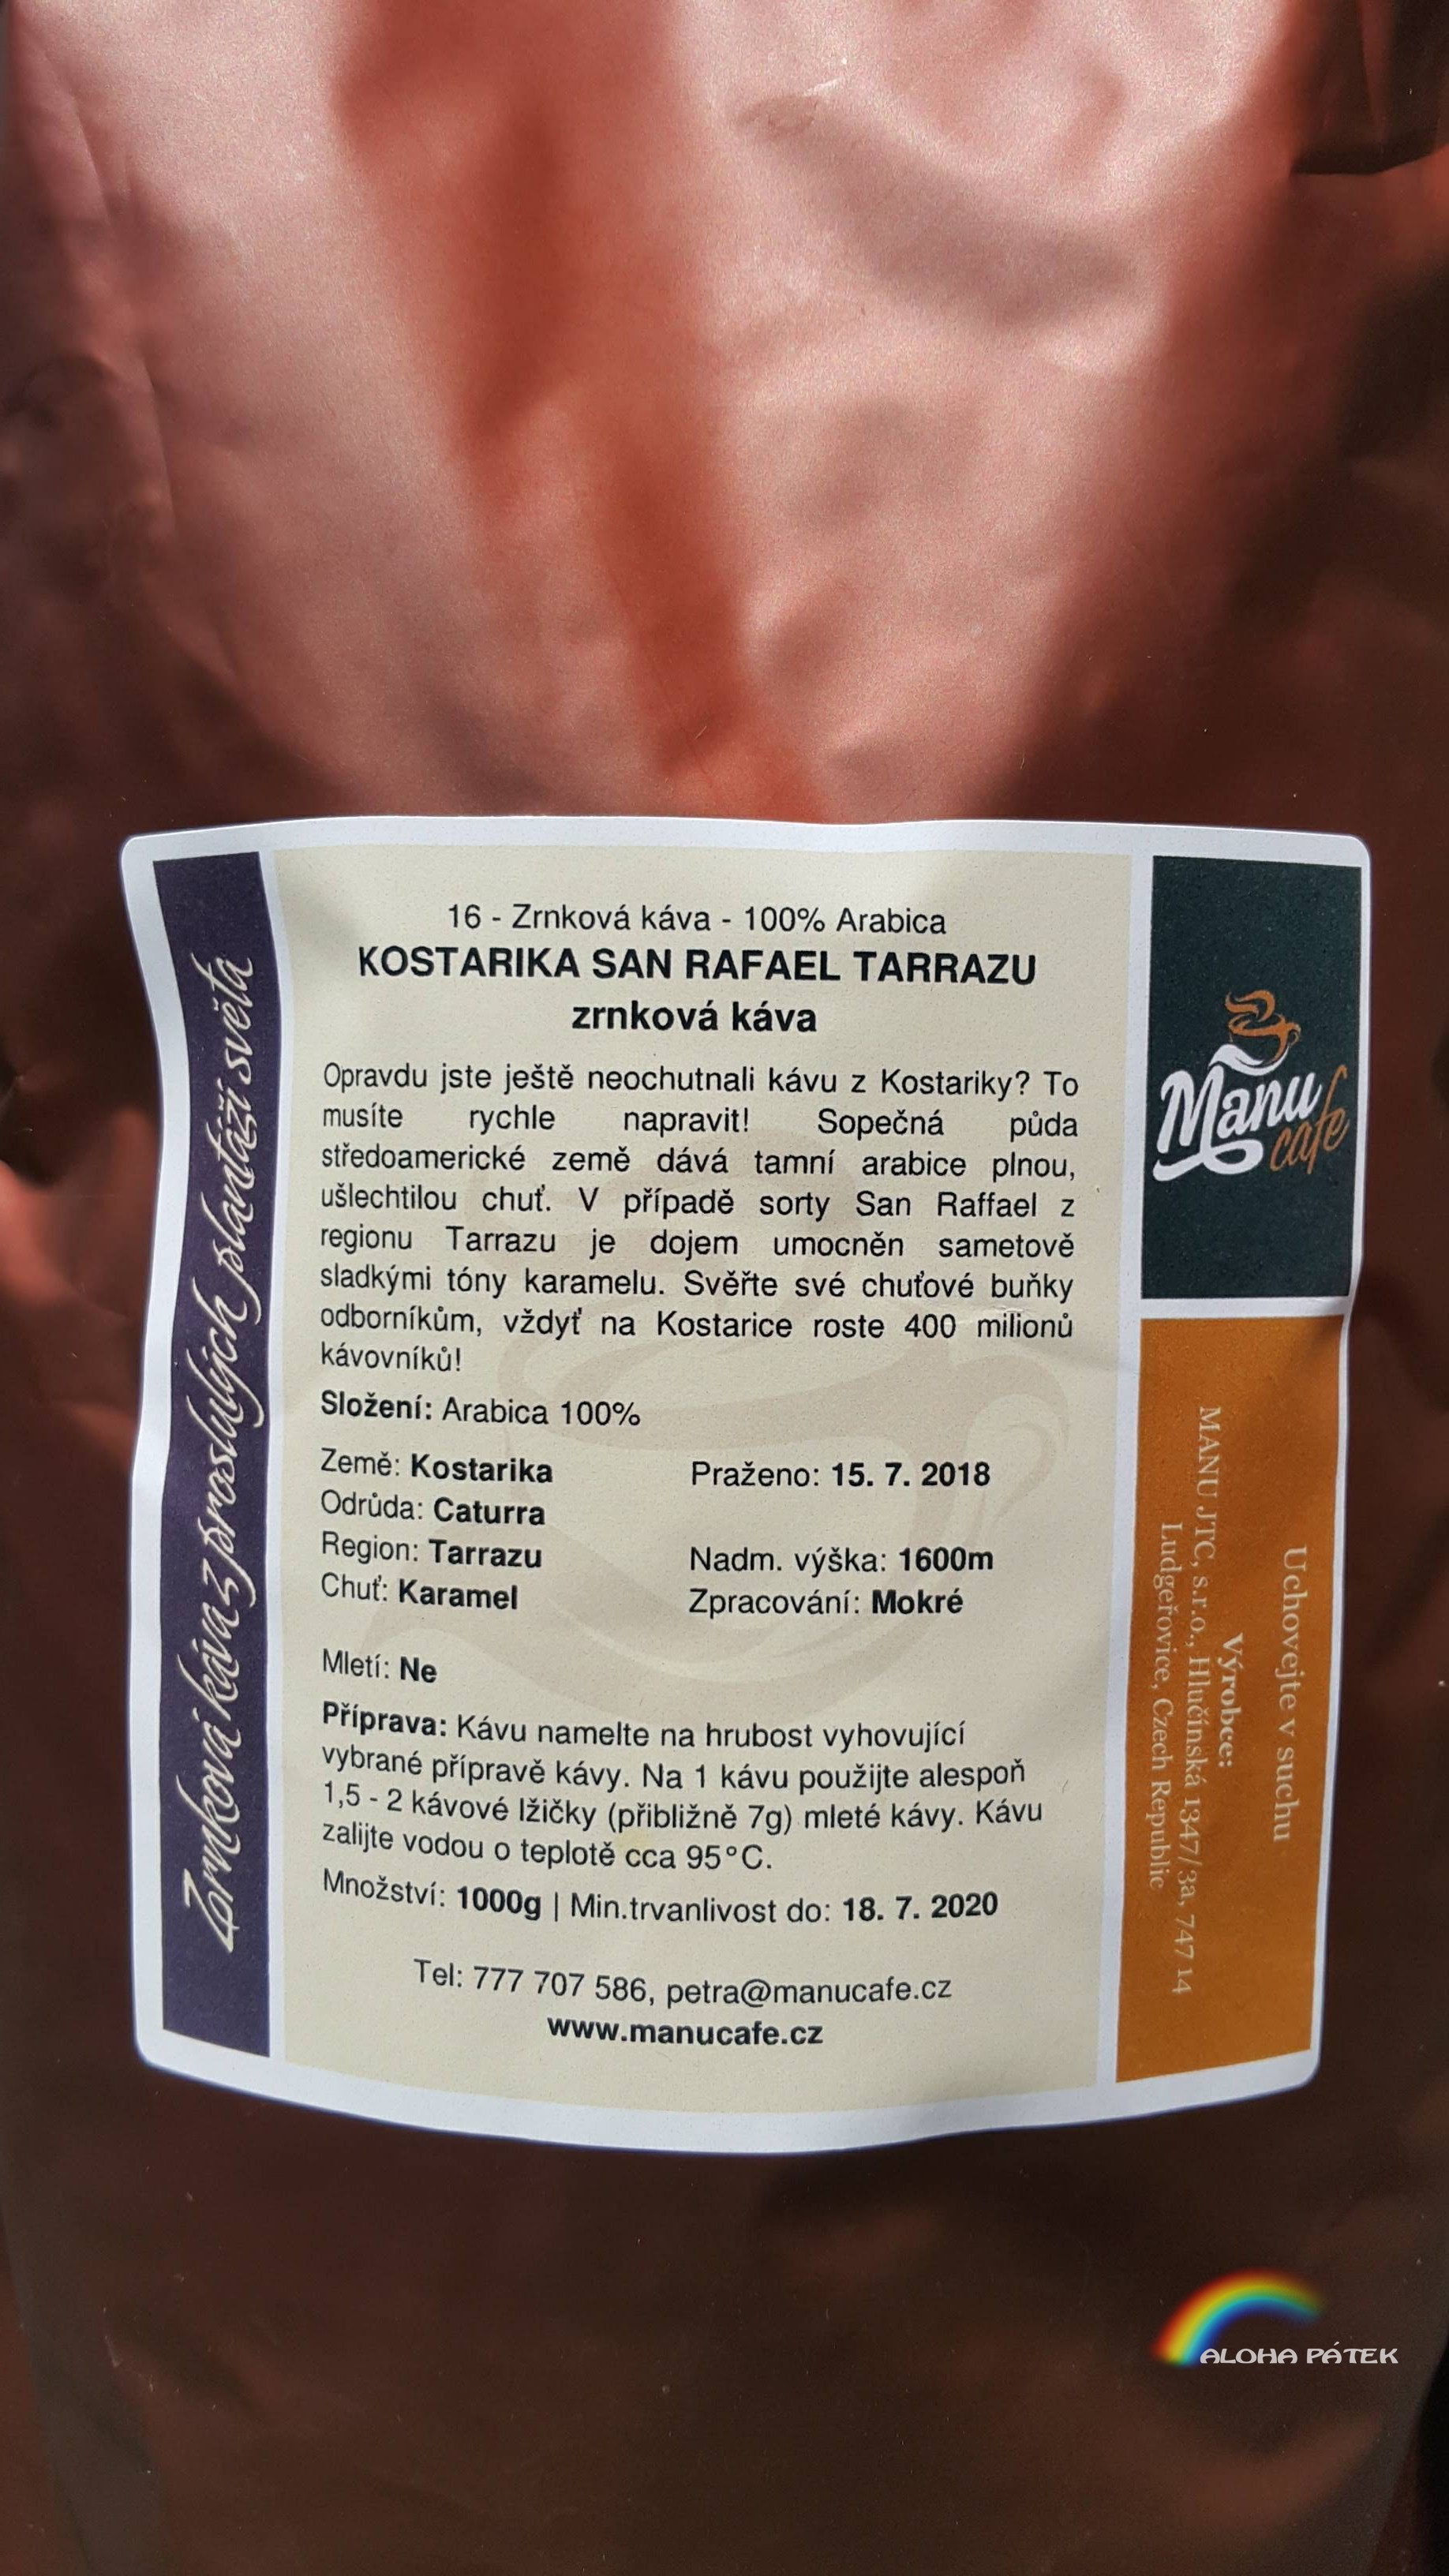 16 - Zrnková káva - 100% Arabica
KOSTARIKA SAN RAFAEL TARRAZU
zrnková káva
Opravdu jste ještě neochutnali kávu z Kostariky? To
musíte rychle napravit! Sopečná půda
středoamerické země dává tamní arabice plnou,
ušlechtilou chuť. V případě sorty San Raffael z
regionu Tarrazu je dojem umocněn sametově
sladkými tóny karamelu. Svěřte své chuťové buňky
odborníkům, vždyť na Kostarice roste 400 milionů
kávovníků!
Složení: Arabica 100%
Země: Kostarika Praženo: 15. 7. 2018
Odrůda: Caturra
Region: Tarrazu Nadm. výška: 1600m
Chuť: Karamel Zpracování: Mokré
Mletí: Ne
Příprava: Kávu namelte na hrubost vyhovující
vybrané přípravě kávy. Na 1 kávu použijte alespoň
1,5 - 2 kávové lžičky (přibližně 7g) mleté kávy. Kávu
zalijte vodou o teplotě cca 95°C.
Množství: 1000g | Min.trvanlivost do: 18. 7. 2020
Tel: 777 707 586, petra@manucafe.cz
www.manucafe.cz
Zrnková káva z proslulých plantáží světa
Manu
cafe
Uchovejte v suchu
Výrobce:
MANU JTC, s.r.o., Hlučínská 1347/3a, 747 14
Ludgeřovice, Czech Republic
ALOHA PÁTEK